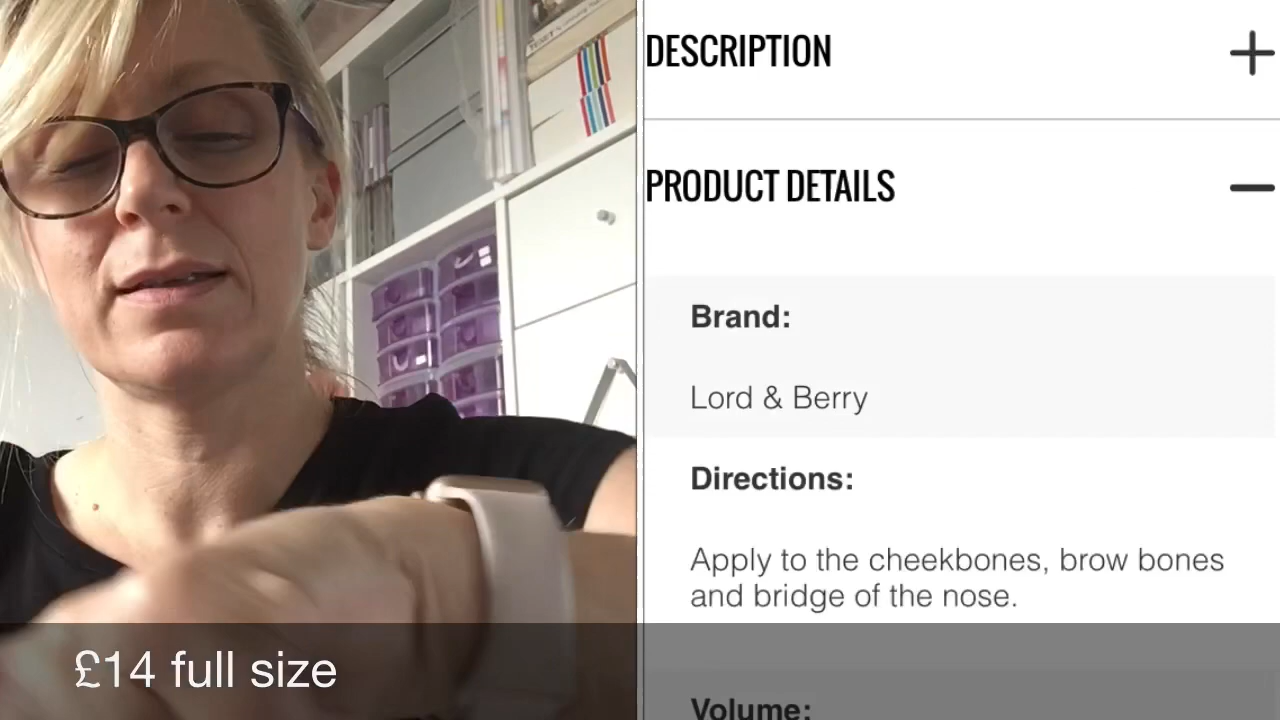 DESCRIPTION
PRODUCT DETAILS
Brand:
Lord & Berry
Directions:
Apply to the cheekbones, brow bones
and bridge of the nose.
£14 full size
Volume: